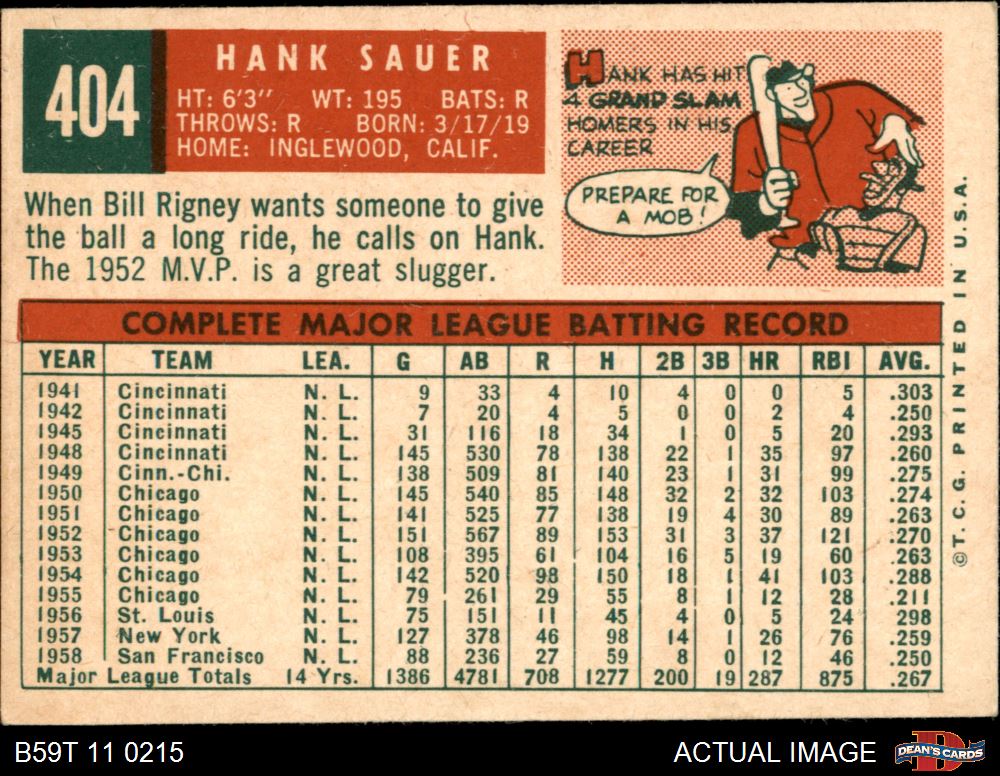 404
HANK SAUER
HT: 6'3" WT: 195 BATS: R
THROWS: R BORN: 3/17/19
HOME: INGLEWOOD, CALIF.
HANK HAS HIT
4 GRAND SLAM
HOMERS IN HIS
CAREER
PREPARE FOR
A MOB!
When Bill Rigney wants someone to give
the ball a long ride, he calls on Hank.
The 1952 M.V.P. is a great slugger.
COMPLETE MAJOR LEAGUE BATTING RECORD
YEAR TEAM LEA. G AB R H 2B 3B HR RBI AVG.
1941 Cincinnati N. L. 9 33 4 10 4 0 0 5 .303
1942 Cincinnati N. L. 7 20 4 5 0 0 2 4 .250
1945 Cincinnati N. L. 31 116 18 34 1 0 5 20 .293
1948 Cincinnati N. L. 145 530 78 138 22 1 35 97 .260
1949 Cinn.-Chi. N. L. 138 509 81 140 23 1 31 99 .275
1950 Chicago N. L. 145 540 85 148 32 2 32 103 .274
1951 Chicago N. L. 141 525 77 138 19 4 30 89 .263
1952 Chicago N. L. 151 567 89 153 31 3 37 121 .270
1953 Chicago N. L. 108 395 61 104 16 5 19 60 .263
1954 Chicago N. L. 142 520 98 150 18 1 41 103 .288
1955 Chicago N. L. 79 261 29 55 8 1 12 28 .211
1956 St. Louis N. L. 75 151 11 45 4 0 5 24 298
1957 New York N. L. 127 378 46 98 14 1 26 76 .259
1958 San Francisco N. L. 88 236 27 59 8 0 12 46 .250
Major League Totals 14 Yrs. 1386 4781 708 1277 200 19 287 875 .267
© T. C. G. PRINTED IN U.S.A.
B59T 11 0215
ACTUAL IMAGE
DEAN'S CARDS